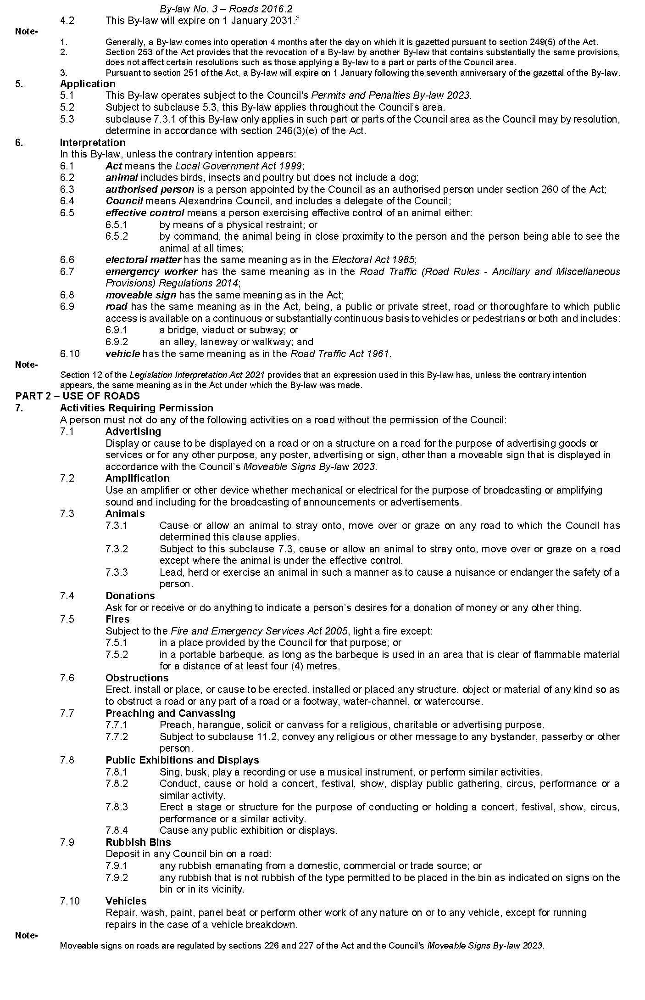 By-law No. 3 – Roads 2016.2
4.2 This By-law will expire on 1 January 2031.3
Note-
1. Generally, a By-law comes into operation 4 months after the day on which it is gazetted pursuant to section 249(5) of the Act.
2. Section 253 of the Act provides that the revocation of a By-law by another By-law that contains substantially the same provisions,
does not affect certain resolutions such as those applying a By-law to a part or parts of the Council area.
3. Pursuant to section 251 of the Act, a By-law will expire on 1 January following the seventh anniversary of the gazettal of the By-law.
5. Application
5.1 This By-law operates subject to the Council's Permits and Penalties By-law 2023.
5.2 Subject to subclause 5.3, this By-law applies throughout the Council’s area.
5.3 subclause 7.3.1 of this By-law only applies in such part or parts of the Council area as the Council may by resolution,
determine in accordance with section 246(3)(e) of the Act.
6. Interpretation
In this By-law, unless the contrary intention appears:
6.1 Act means the Local Government Act 1999;
6.2 animal includes birds, insects and poultry but does not include a dog;
6.3 authorised person is a person appointed by the Council as an authorised person under section 260 of the Act;
6.4 Council means Alexandrina Council, and includes a delegate of the Council;
6.5 effective control means a person exercising effective control of an animal either:
6.5.1 by means of a physical restraint; or
6.5.2 by command, the animal being in close proximity to the person and the person being able to see the
animal at all times;
6.6 electoral matter has the same meaning as in the Electoral Act 1985;
6.7 emergency worker has the same meaning as in the Road Traffic (Road Rules - Ancillary and Miscellaneous
Provisions) Regulations 2014;
6.8 moveable sign has the same meaning as in the Act;
6.9 road has the same meaning as in the Act, being, a public or private street, road or thoroughfare to which public
access is available on a continuous or substantially continuous basis to vehicles or pedestrians or both and includes:
6.9.1 a bridge, viaduct or subway; or
6.9.2 an alley, laneway or walkway; and
6.10 vehicle has the same meaning as in the Road Traffic Act 1961.
Note-
Section 12 of the Legislation Interpretation Act 2021 provides that an expression used in this By-law has, unless the contrary intention
appears, the same meaning as in the Act under which the By-law was made.
PART 2 – USE OF ROADS
7. Activities Requiring Permission
A person must not do any of the following activities on a road without the permission of the Council:
7.1 Advertising
Display or cause to be displayed on a road or on a structure on a road for the purpose of advertising goods or
services or for any other purpose, any poster, advertising or sign, other than a moveable sign that is displayed in
accordance with the Council’s Moveable Signs By-law 2023.
7.2 Amplification
Use an amplifier or other device whether mechanical or electrical for the purpose of broadcasting or amplifying
sound and including for the broadcasting of announcements or advertisements.
7.3 Animals
7.3.1 Cause or allow an animal to stray onto, move over or graze on any road to which the Council has
determined this clause applies.
7.3.2 Subject to this subclause 7.3, cause or allow an animal to stray onto, move over or graze on a road
except where the animal is under the effective control.
7.3.3 Lead, herd or exercise an animal in such a manner as to cause a nuisance or endanger the safety of a
person.
7.4 Donations
Ask for or receive or do anything to indicate a person’s desires for a donation of money or any other thing.
7.5 Fires
Subject to the Fire and Emergency Services Act 2005, light a fire except:
7.5.1 in a place provided by the Council for that purpose; or
7.5.2 in a portable barbeque, as long as the barbeque is used in an area that is clear of flammable material
for a distance of at least four (4) metres.
7.6 Obstructions
Erect, install or place, or cause to be erected, installed or placed any structure, object or material of any kind so as
to obstruct a road or any part of a road or a footway, water-channel, or watercourse.
7.7 Preaching and Canvassing
7.7.1 Preach, harangue, solicit or canvass for a religious, charitable or advertising purpose.
7.7.2 Subject to subclause 11.2, convey any religious or other message to any bystander, passerby or other
person.
7.8 Public Exhibitions and Displays
7.8.1 Sing, busk, play a recording or use a musical instrument, or perform similar activities.
7.8.2 Conduct, cause or hold a concert, festival, show, display public gathering, circus, performance or a
similar activity.
7.8.3 Erect a stage or structure for the purpose of conducting or holding a concert, festival, show, circus,
performance or a similar activity.
7.8.4 Cause any public exhibition or displays.
7.9 Rubbish Bins
Deposit in any Council bin on a road:
7.9.1 any rubbish emanating from a domestic, commercial or trade source; or
7.9.2 any rubbish that is not rubbish of the type permitted to be placed in the bin as indicated on signs on the
bin or in its vicinity.
7.10 Vehicles
Repair, wash, paint, panel beat or perform other work of any nature on or to any vehicle, except for running
repairs in the case of a vehicle breakdown.
Note-
Moveable signs on roads are regulated by sections 226 and 227 of the Act and the Council's Moveable Signs By-law 2023.